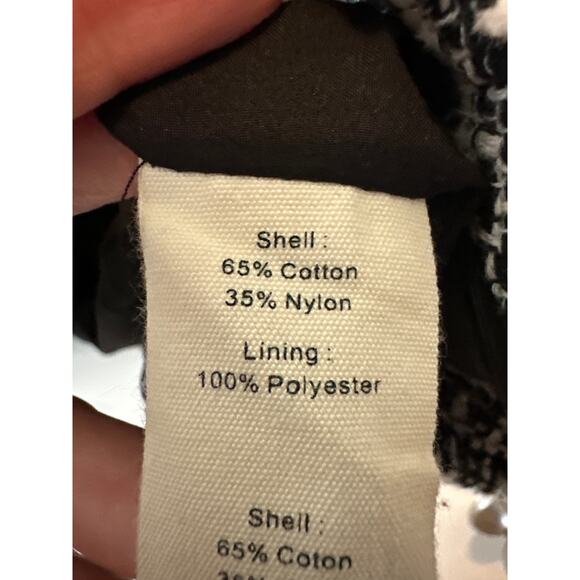 Shell :
65% Cotton
35% Nylon
Lining :
100% Polyester
Shell :
65% Coton